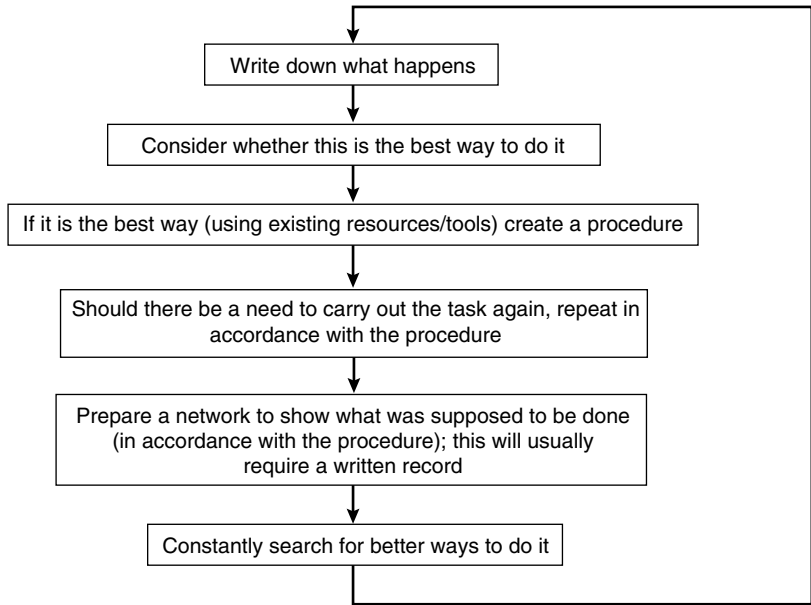 Write down what happens
Consider whether this is the best way to do it
If it is the best way (using existing resources/tools) create a procedure
Should there be a need to carry out the task again, repeat in
accordance with the procedure
Prepare a network to show what was supposed to be done
(in accordance with the procedure); this will usually
require a written record
Constantly search for better ways to do it